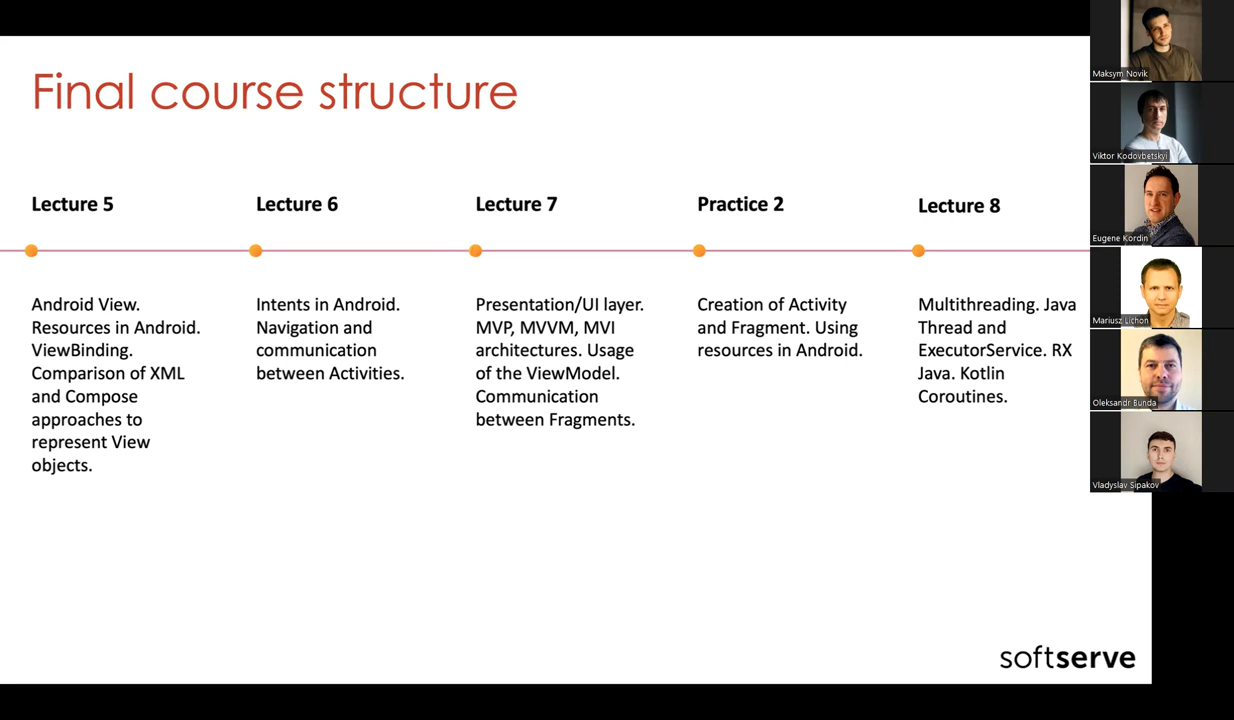 Final course structure
Lecture 5
Lecture 6
Lecture 7
Practice 2
Lecture 8
Android View.
Resources in Android.
ViewBinding.
Comparison of XML
and Compose
approaches to
represent View
objects.
Intents in Android.
Navigation and
communication
between Activities.
Presentation/UI layer.
MVP, MVVM, MVI
architectures. Usage
of the ViewModel.
Communication
between Fragments.
Creation of Activity
and Fragment. Using
resources in Android.
Multithreading. Java
Thread and
ExecutorService. RX
Java. Kotlin
Coroutines.
softserve
Maksym Novik
Viktor Kodovbetskyi
Eugene Kordin
Mariusz Lichon
Oleksandr Bunda
Vladyslav Sipakov